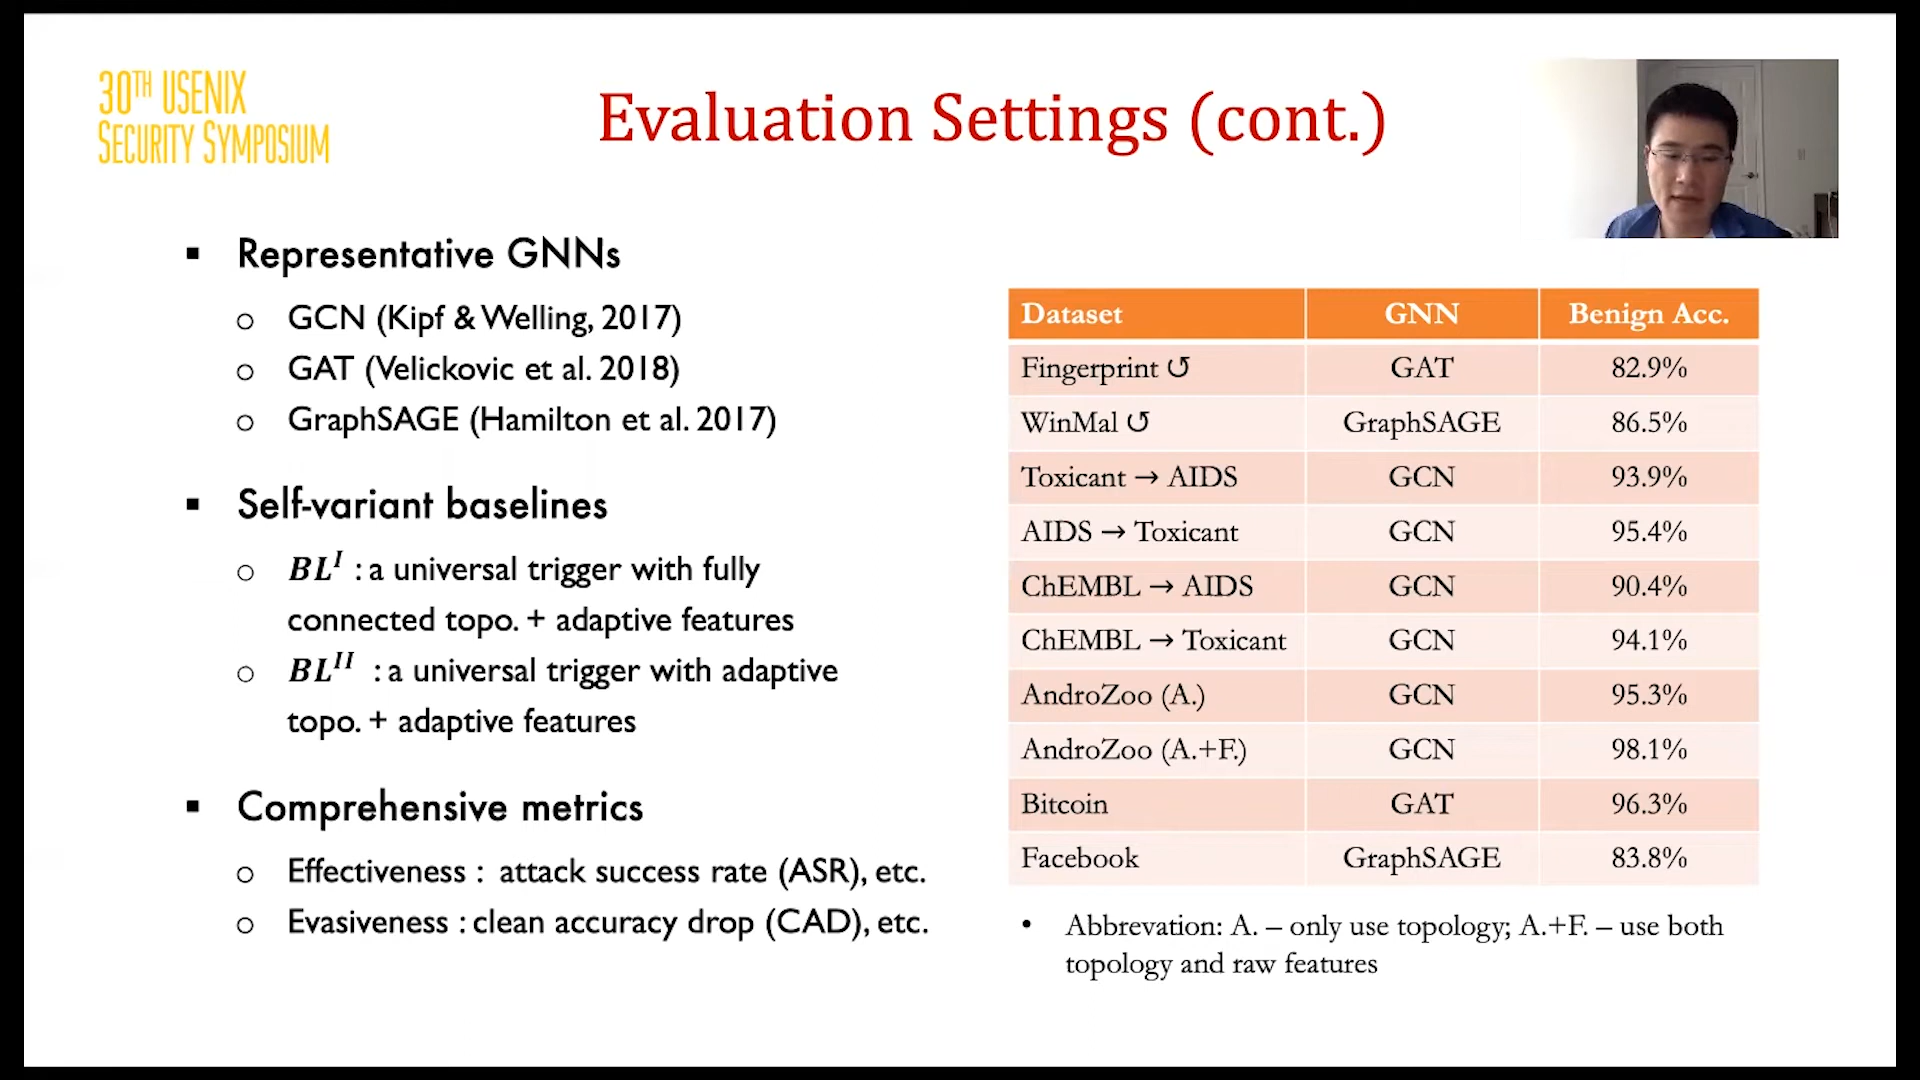 30TH USENIX
SECURITY SYMPOSIUM
Evaluation Settings (cont.)
▪ Representative GNNs
o GCN (Kipf & Welling, 2017)
o GAT (Velickovic et al. 2018)
o GraphSAGE (Hamilton et al. 2017)
▪ Self-variant baselines
o BL^I : a universal trigger with fully
connected topo. + adaptive features
o BL^II : a universal trigger with adaptive
topo. + adaptive features
▪ Comprehensive metrics
o Effectiveness : attack success rate (ASR), etc.
o Evasiveness : clean accuracy drop (CAD), etc.
Dataset GNN Benign Acc.
Fingerprint ↺ GAT 82.9%
WinMal ↺ GraphSAGE 86.5%
Toxicant → AIDS GCN 93.9%
AIDS → Toxicant GCN 95.4%
ChEMBL → AIDS GCN 90.4%
ChEMBL → Toxicant GCN 94.1%
AndroZoo (A.) GCN 95.3%
AndroZoo (A.+F.) GCN 98.1%
Bitcoin GAT 96.3%
Facebook GraphSAGE 83.8%
• Abbrevation: A. – only use topology; A.+F. – use both
topology and raw features